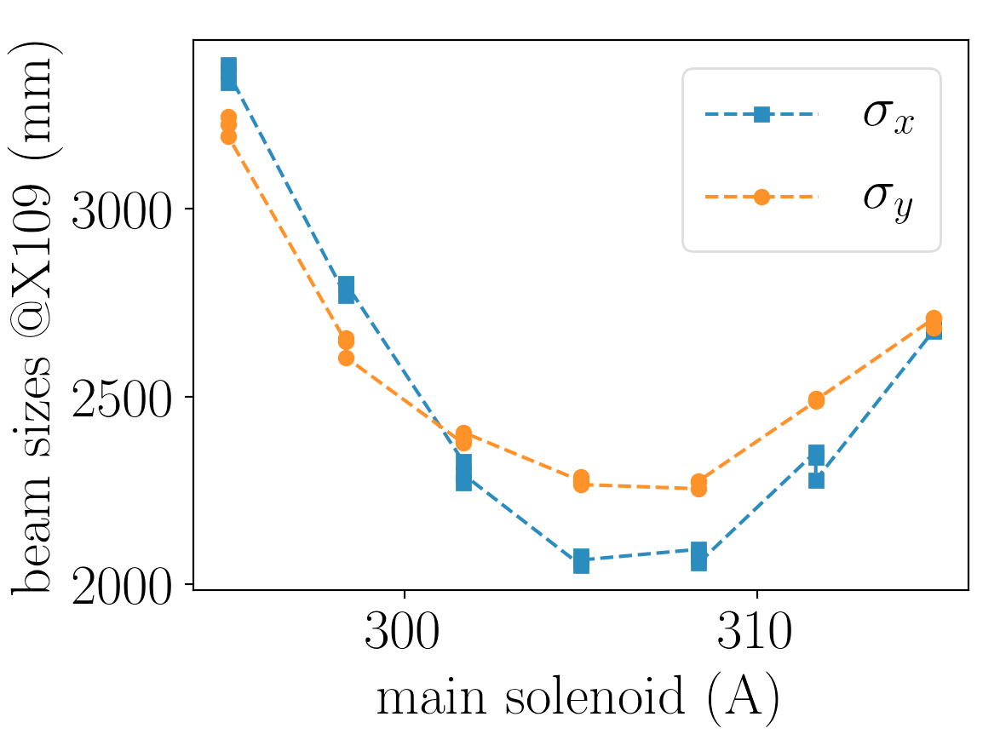 beam sizes @X109 (mm)
3000
2500
2000
σx
σy
300
310
main solenoid (A)